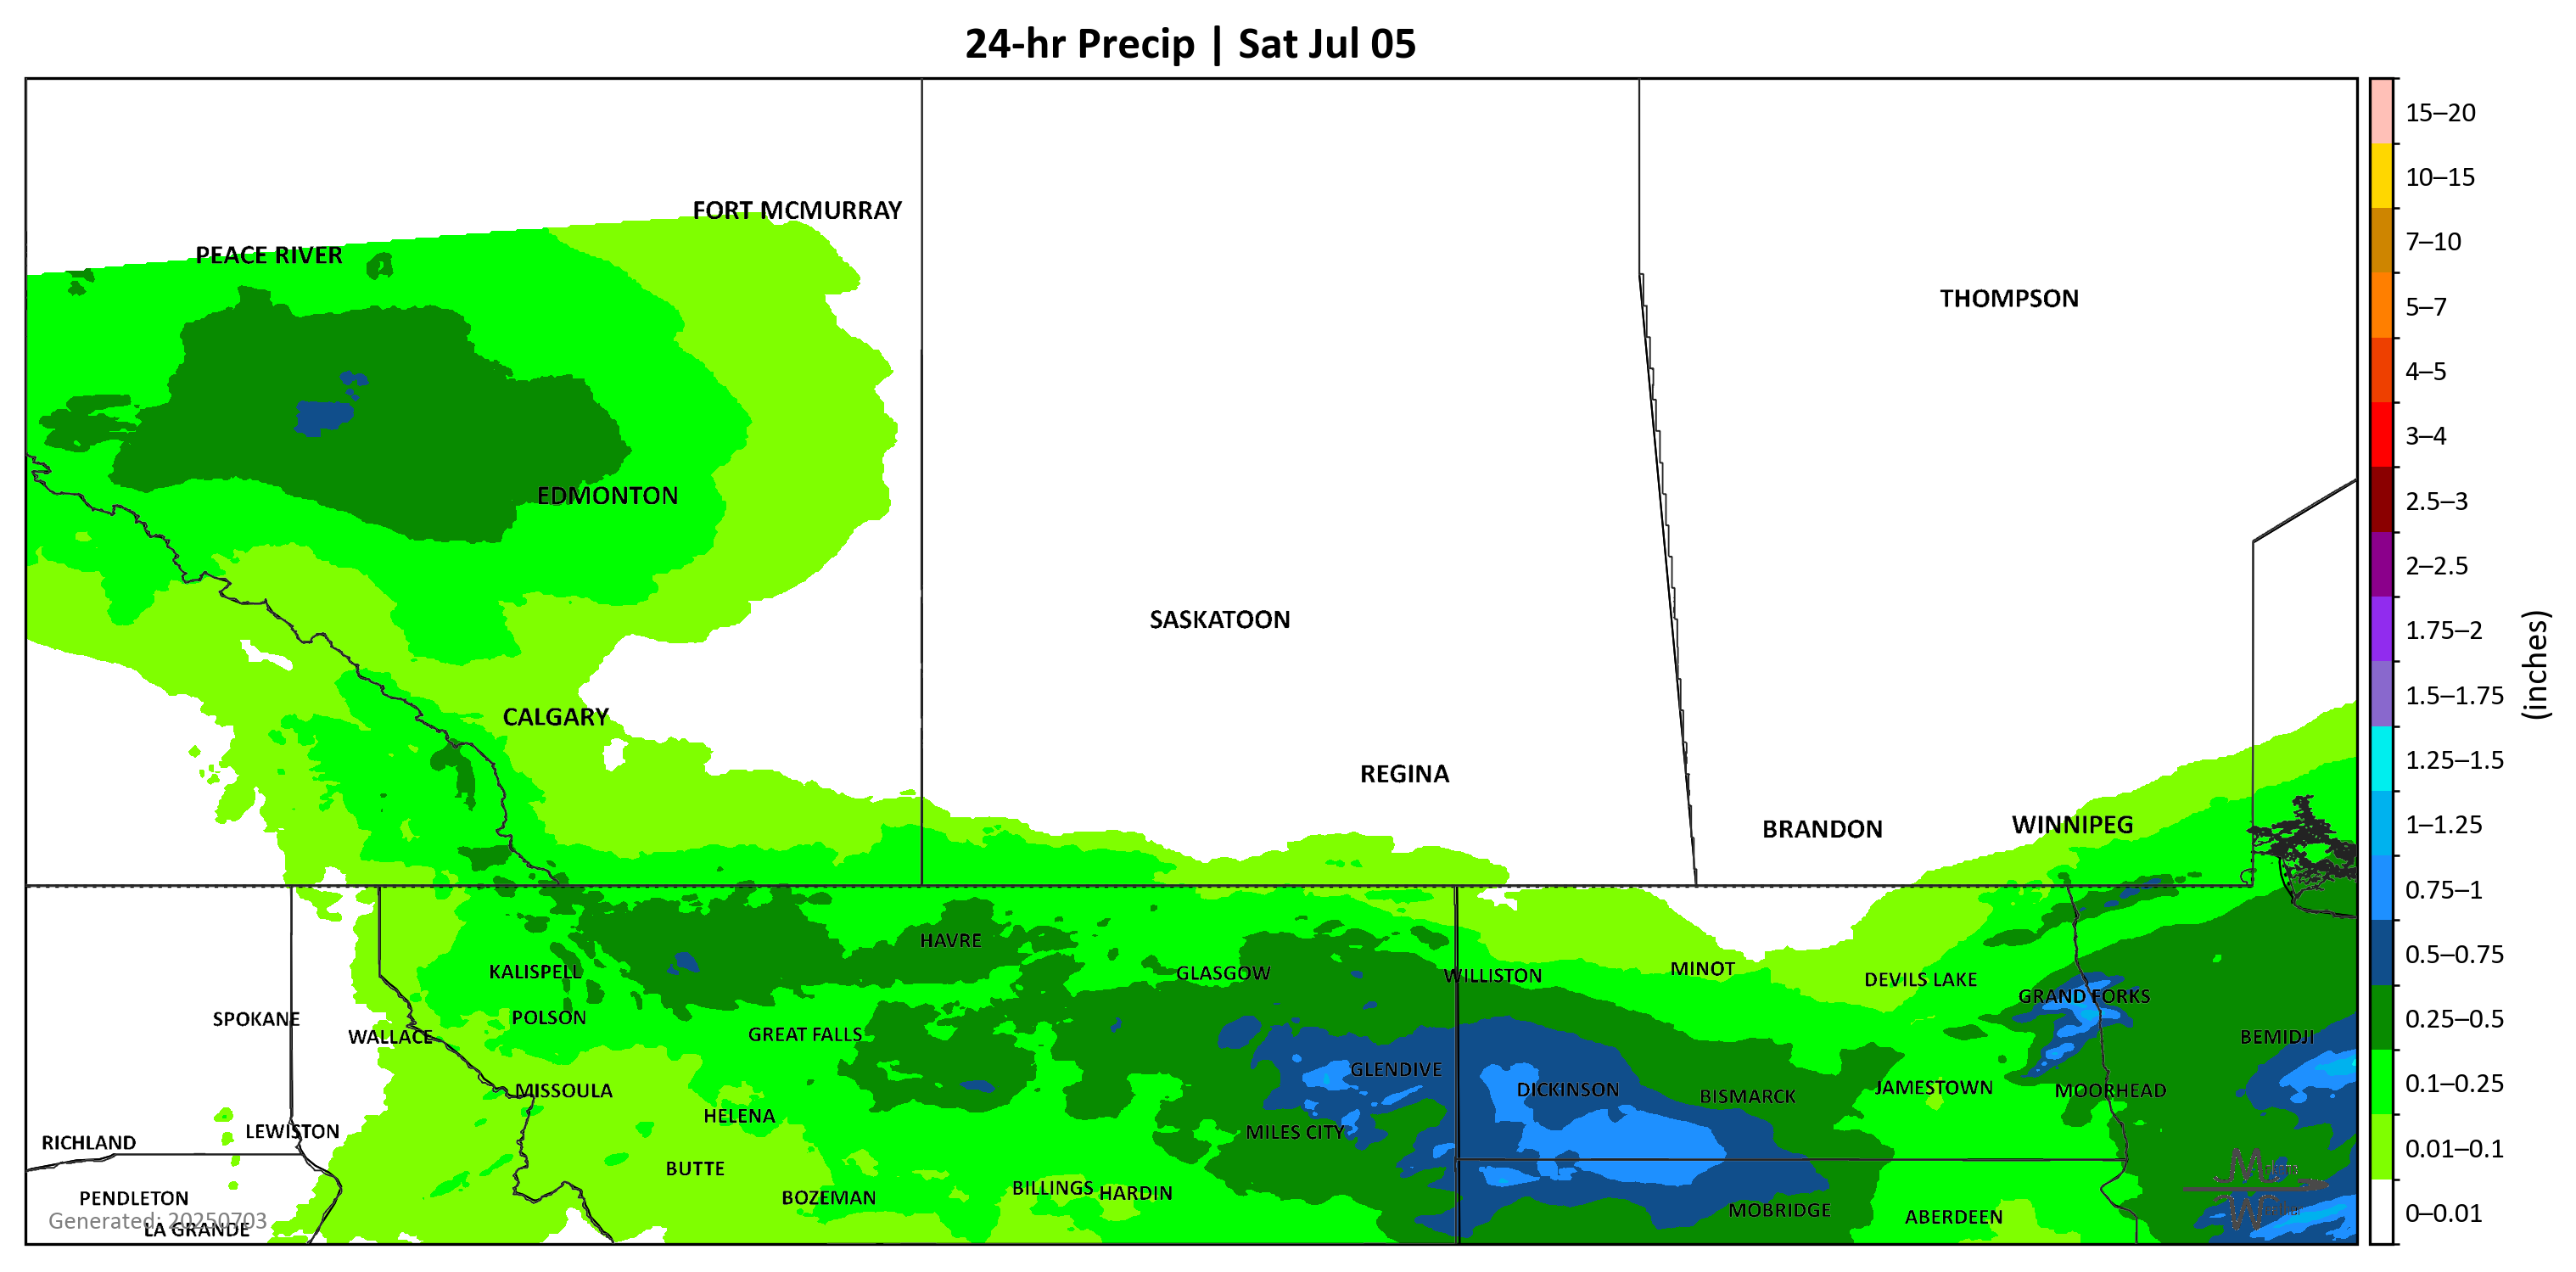 24-hr Precip | Sat Jul 05
FORT MCMURRAY
PEACE RIVER
THOMPSON
EDMONTON
SASKATOON
CALGARY
REGINA
BRANDON
WINNIPEG
HAVRE
KALISPELL
GLASGOW
WILLISTON
MINOT
DEVILS LAKE
GRAND FORKS
SPOKANE
POLSON
WALLACE
GREAT FALLS
BEMIDJI
GLENDIVE
MISSOULA
DICKINSON
BISMARCK
JAMESTOWN
MOORHEAD
HELENA
RICHLAND
LEWISTON
MILES CITY
BUTTE
PENDLETON
BOZEMAN
BILLINGS
HARDIN
MOBRIDGE
ABERDEEN
Generated: 20250703
LA GRANDE
15–20
10–15
7–10
5–7
4–5
3–4
2.5–3
2–2.5
1.75–2
1.5–1.75
1.25–1.5
1–1.25
0.75–1
0.5–0.75
0.25–0.5
0.1–0.25
0.01–0.1
0–0.01
(inches)